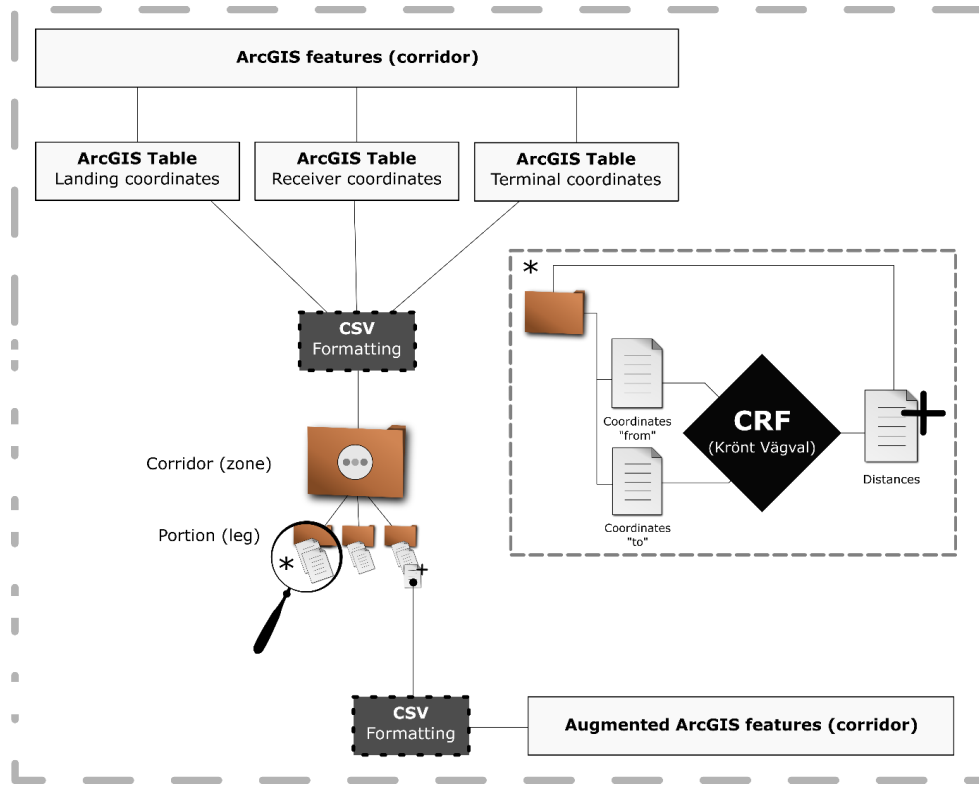 ArcGIS features (corridor)
ArcGIS Table
Landing coordinates
ArcGIS Table
Receiver coordinates
ArcGIS Table
Terminal coordinates
CSV
Formatting
Corridor (zone)
Portion (leg)
*
*
Coordinates
"from"
Coordinates
"to"
CRF
(Krönt Vägval)
Distances
CSV
Formatting
Augmented ArcGIS features (corridor)